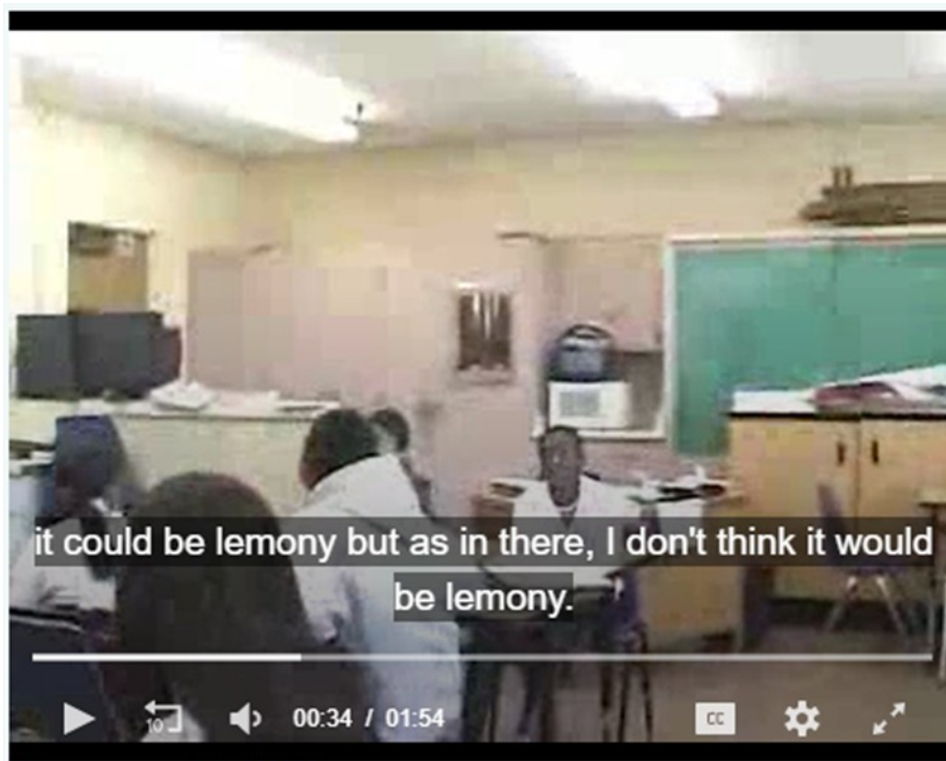 it could be lemony but as in there, I don't think it would
be lemony.
10
00:34 / 01:54
CC